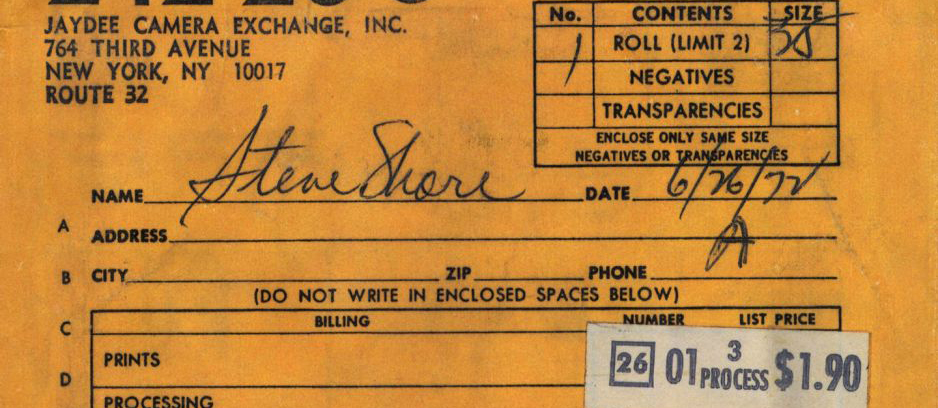 JAYDEE CAMERA EXCHANGE, INC.
764 THIRD AVENUE
NEW YORK, NY 10017
ROUTE 32
No. CONTENTS SIZE
1 ROLL (LIMIT 2) 35
NEGATIVES
TRANSPARENCIES
ENCLOSE ONLY SAME SIZE
NEGATIVES OR TRANSPARENCIES
NAME Steve Shore DATE 6/26/72
A ADDRESS A
B CITY ZIP PHONE
(DO NOT WRITE IN ENCLOSED SPACES BELOW)
C BILLING NUMBER LIST PRICE
PRINTS
26 01 3 PROCESS $1.90
D
PROCESSING